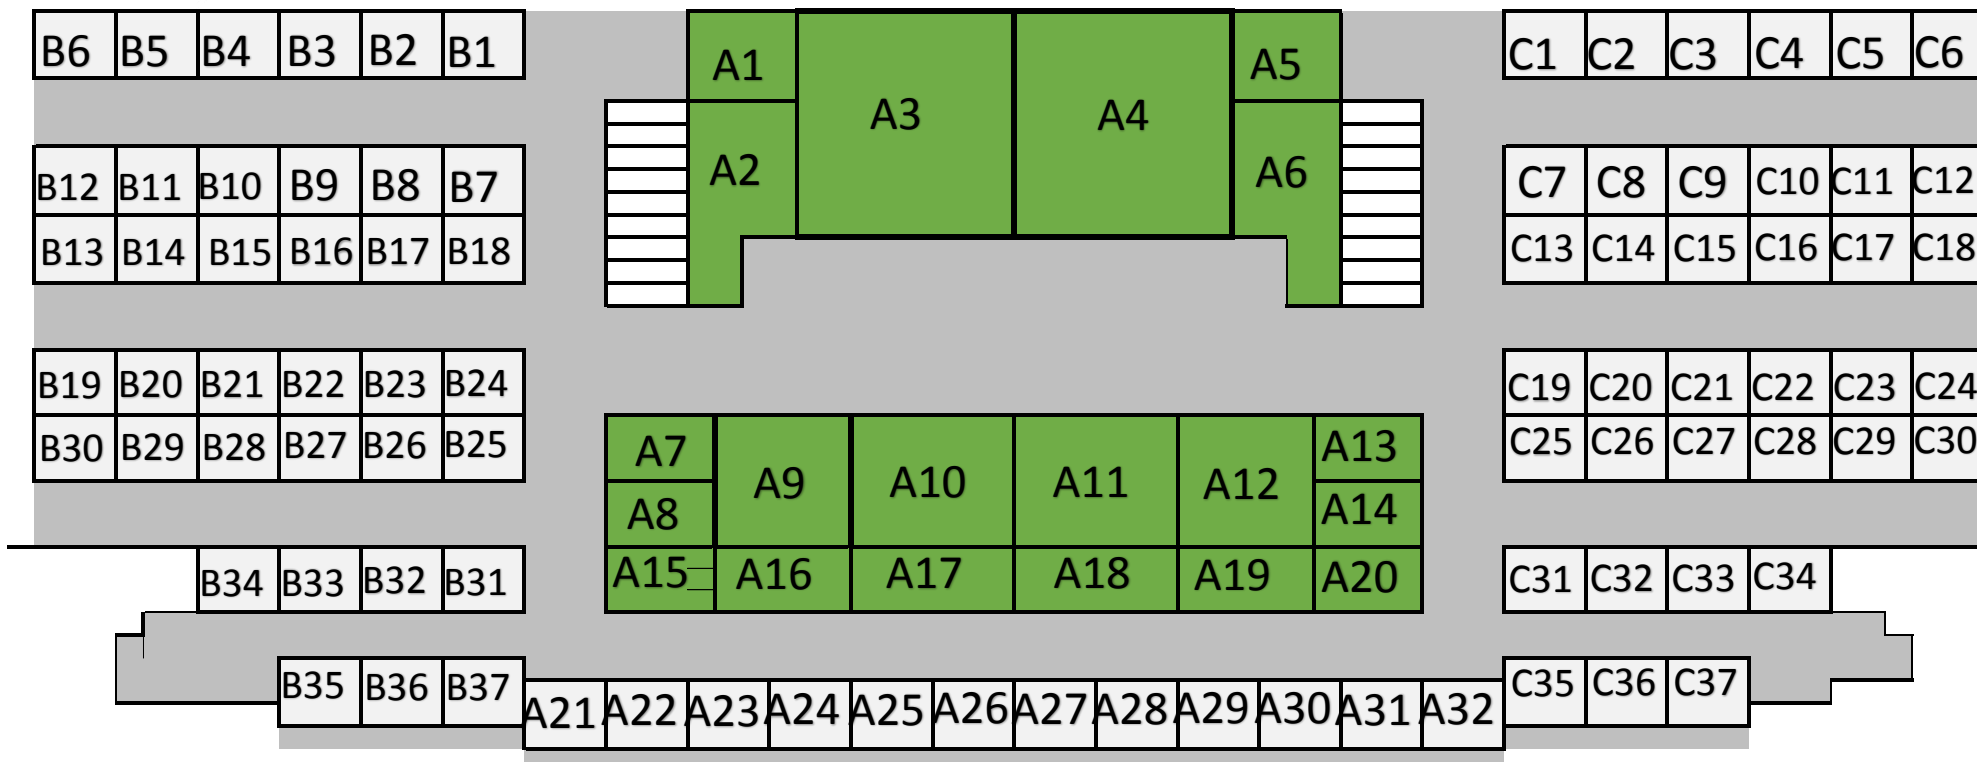 B6 B5 B4 B3 B2 B1
A1 A3 A4 A5
C1 C2 C3 C4 C5 C6
A2 A6
B12 B11 B10 B9 B8 B7
C7 C8 C9 C10 C11 C12
B13 B14 B15 B16 B17 B18
C13 C14 C15 C16 C17 C18
B19 B20 B21 B22 B23 B24
C19 C20 C21 C22 C23 C24
B30 B29 B28 B27 B26 B25
A7 A9 A10 A11 A12 A13
C25 C26 C27 C28 C29 C30
A8 A14
B34 B33 B32 B31
A15 A16 A17 A18 A19 A20
C31 C32 C33 C34
B35 B36 B37
A21 A22 A23 A24 A25 A26 A27 A28 A29 A30 A31 A32
C35 C36 C37